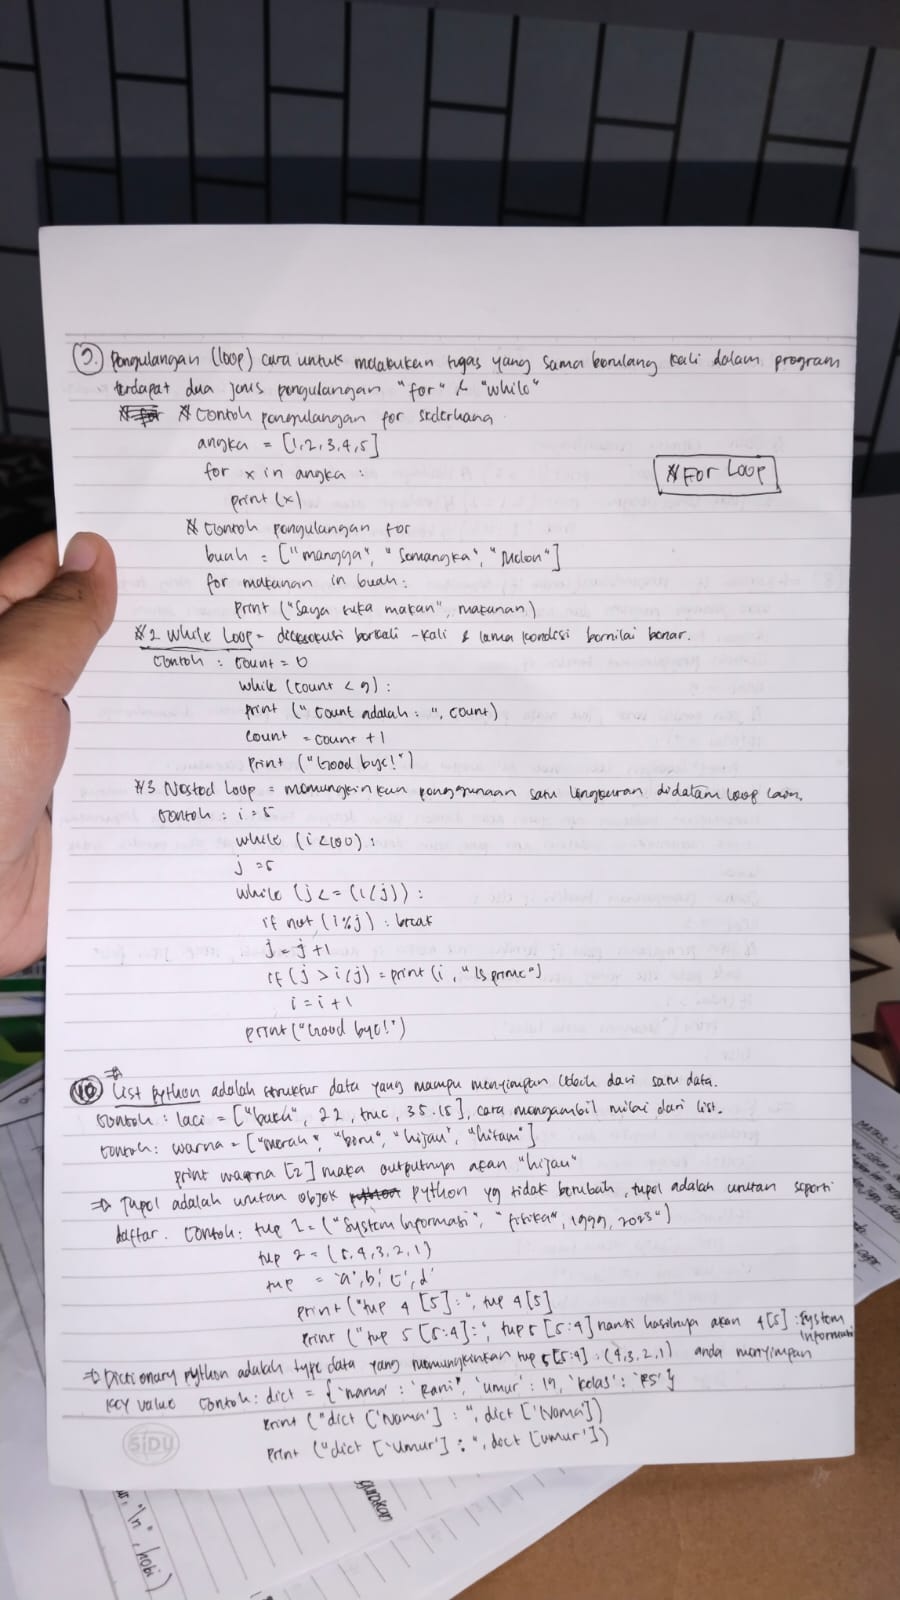 9. Pengulangan (loop) cara untuk melakukan tugas yang sama berulang kali dalam program
terdapat dua jenis pengulangan "for" & "while"
# Contoh pengulangan for sederhana
angka = [1,2,3,4,5]
for x in angka :
# For Loop
print (x)
# Contoh pengulangan for
buah = ["mangga", "Semangka", "Melon"]
for makanan in buah:
print ("Saya suka makan", makanan)
#2 While Loop = dieksekusi berkali-kali & lama kondisi bernilai benar.
Contoh : count = 0
while (count < 9) :
print (" Count adalah : ", count)
count = count + 1
print ("Good bye!")
#3 Nested Loop = memungkinkan penggunaan satu lingkaran didalam loop lain,
Contoh : i = 5
while (i < 100) :
j = 5
while (j <= (i/j)) :
if not (i%j) : break
j = j + 1
if (j > i/j) = print (i, "is prime")
i = i + 1
print ("Good bye!")
10 List python adalah struktur data yang mampu menyimpan lebih dari satu data.
Contoh : laci = ["buku", 22, true, 35.15], cara mengambil nilai dari list.
Contoh: warna = ["merah", "biru", "hijau", "hitam"]
print warna [2] maka outputnya akan "hijau"
⇒ Tupel adalah urutan objek python yg tidak berubah, tupel adalah urutan seperti
daftar. Contoh: tup 1 = ("System Informasi", "fisika", 1999, 2023")
tup 2 = (5,4,3,2,1)
tup = 'a', b', c', d'
print ("tup 4 [5] : ", tup 4 [5]
print ("tup 5 [5:4] : ", tup 5 [5:4] nanti hasilnya akan 4[5] : System
Informasi
tup 5[5:4] : (4,3,2,1)
⇒ Dictionary python adalah type data yang memungkinkan anda menyimpan
key value Contoh: dict = {'nama' : 'Rani', 'umur' : 19, 'kelas' : 'RS'}
print ("dict ['Nama'] : ", dict ['Nama])
print ("dict ['umur'] : ", dict [umur'])
SiDU
gunakan
"\n", hobi)